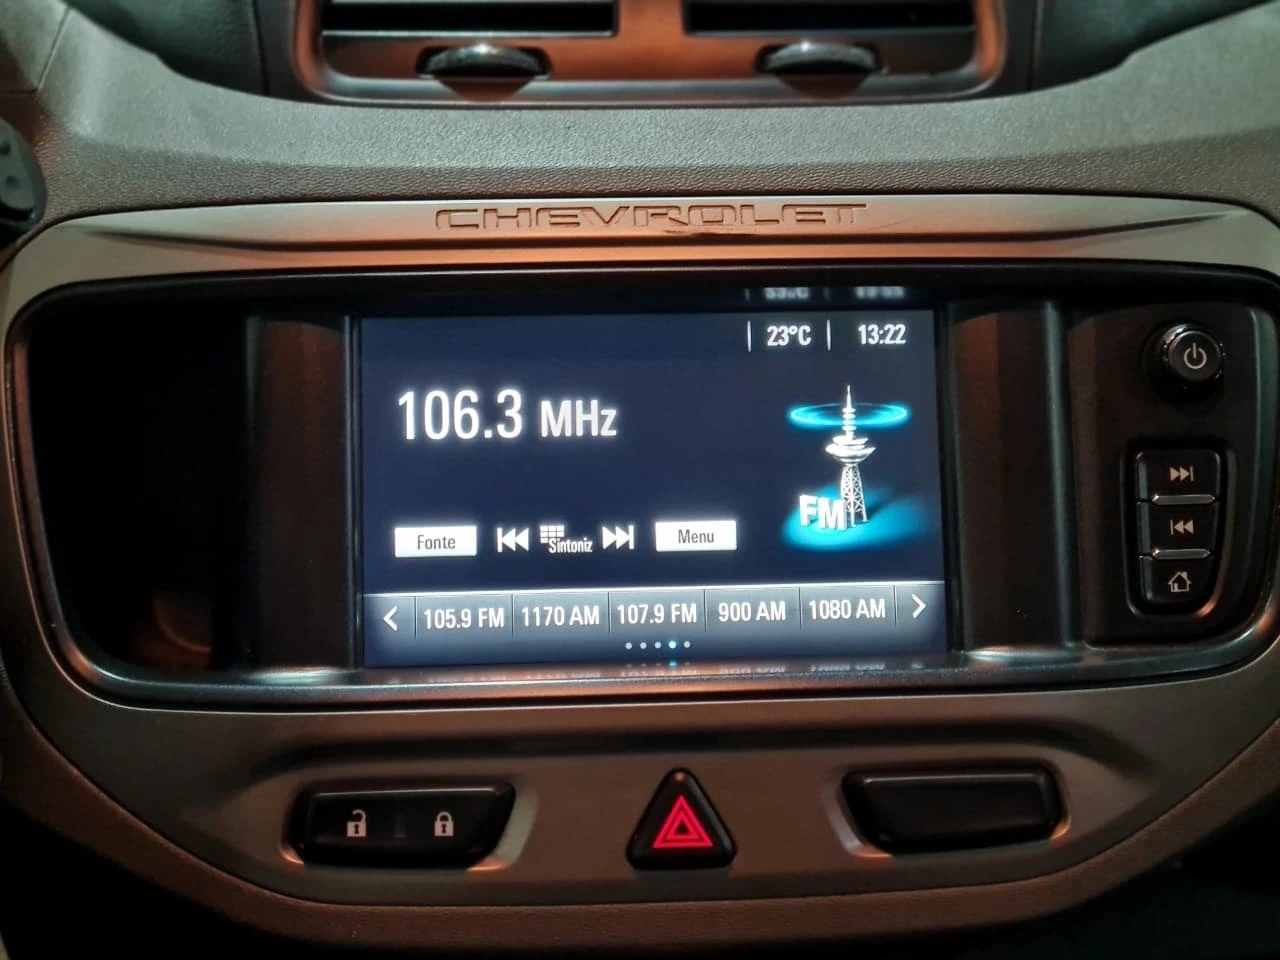 CHEVROLET
23°C 13:22
106.3 MHz
FM
Fonte Sintoniz Menu
105.9 FM 1170 AM 107.9 FM 900 AM 1080 AM